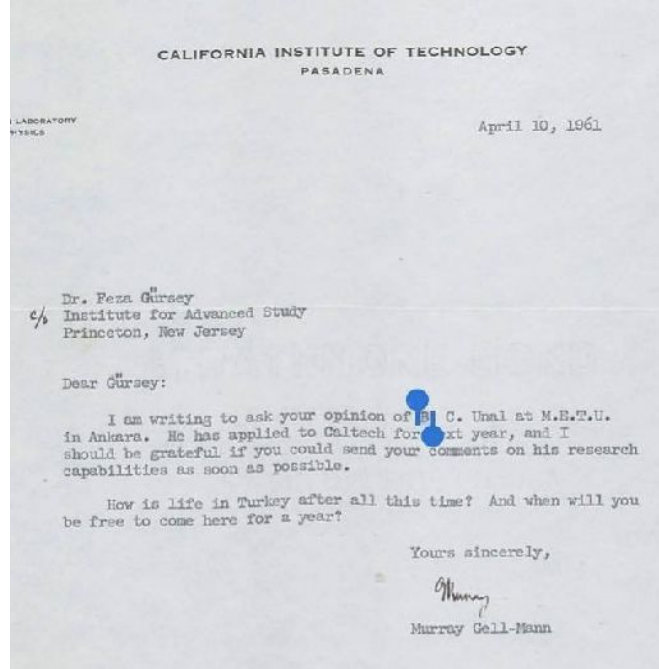 CALIFORNIA INSTITUTE OF TECHNOLOGY
PASADENA
LABORATORY
April 10, 1961
Dr. Feza Gürsey
c/o Institute for Advanced Study
Princeton, New Jersey
Dear Gürsey:
I am writing to ask your opinion of B. C. Unal at M.E.T.U.
in Ankara. He has applied to Caltech for next year, and I
should be grateful if you could send your comments on his research
capabilities as soon as possible.
How is life in Turkey after all this time? And when will you
be free to come here for a year?
Yours sincerely,
Murray
Murray Gell-Mann